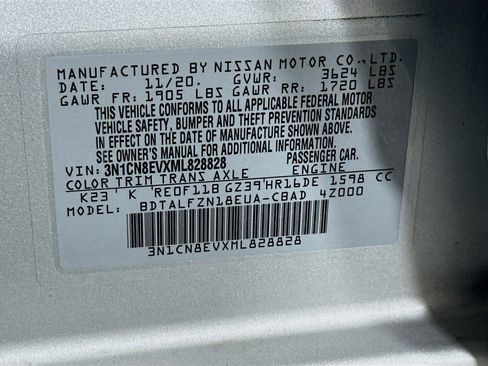 MANUFACTURED BY NISSAN MOTOR CO., LTD.
DATE: 11/20. GVWR: 3624 LBS
GAWR FR: 1905 LBS GAWR RR: 1720 LBS
THIS VEHICLE CONFORMS TO ALL APPLICABLE FEDERAL MOTOR
VEHICLE SAFETY, BUMPER AND THEFT PREVENTION STANDARDS
IN EFFECT ON THE DATE OF MANUFACTURE SHOWN ABOVE.
SEE OWNER'S MANUAL FOR ADDITIONAL INFORMATION.
VIN: 3N1CN8EVXML828828 PASSENGER CAR
COLOR TRIM TRANS AXLE ENGINE
K23 K RE0F11B GZ39 HR16DE 1598 CC
MODEL: BDTALFZN18EUA-CBAD 4Z000
3N1CN8EVXML828828